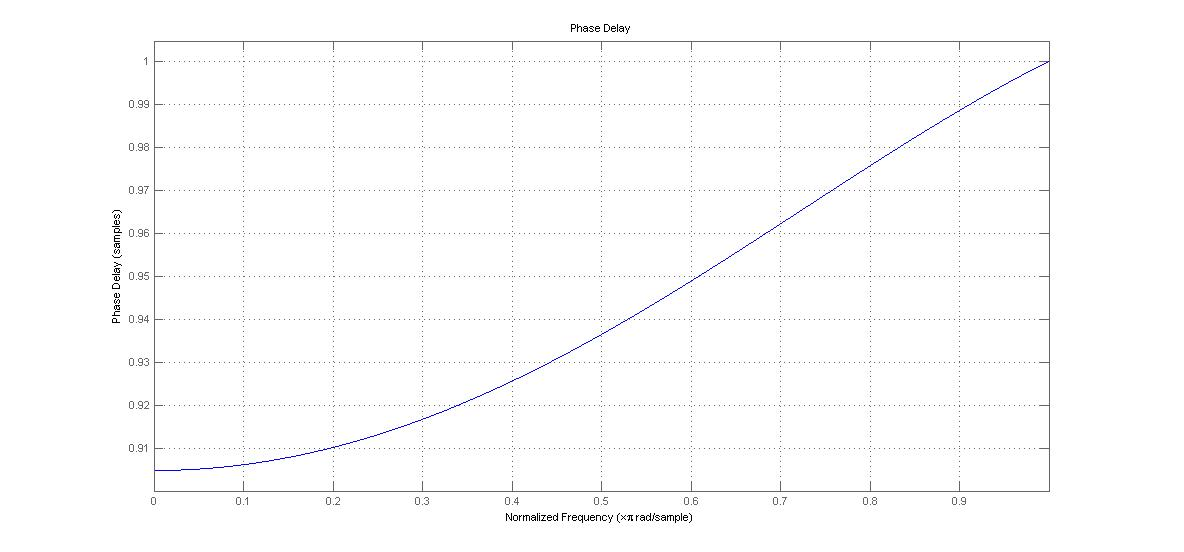 Phase Delay
Phase Delay (samples)
1
0.99
0.98
0.97
0.96
0.95
0.94
0.93
0.92
0.91
0 0.1 0.2 0.3 0.4 0.5 0.6 0.7 0.8 0.9
Normalized Frequency (×π rad/sample)